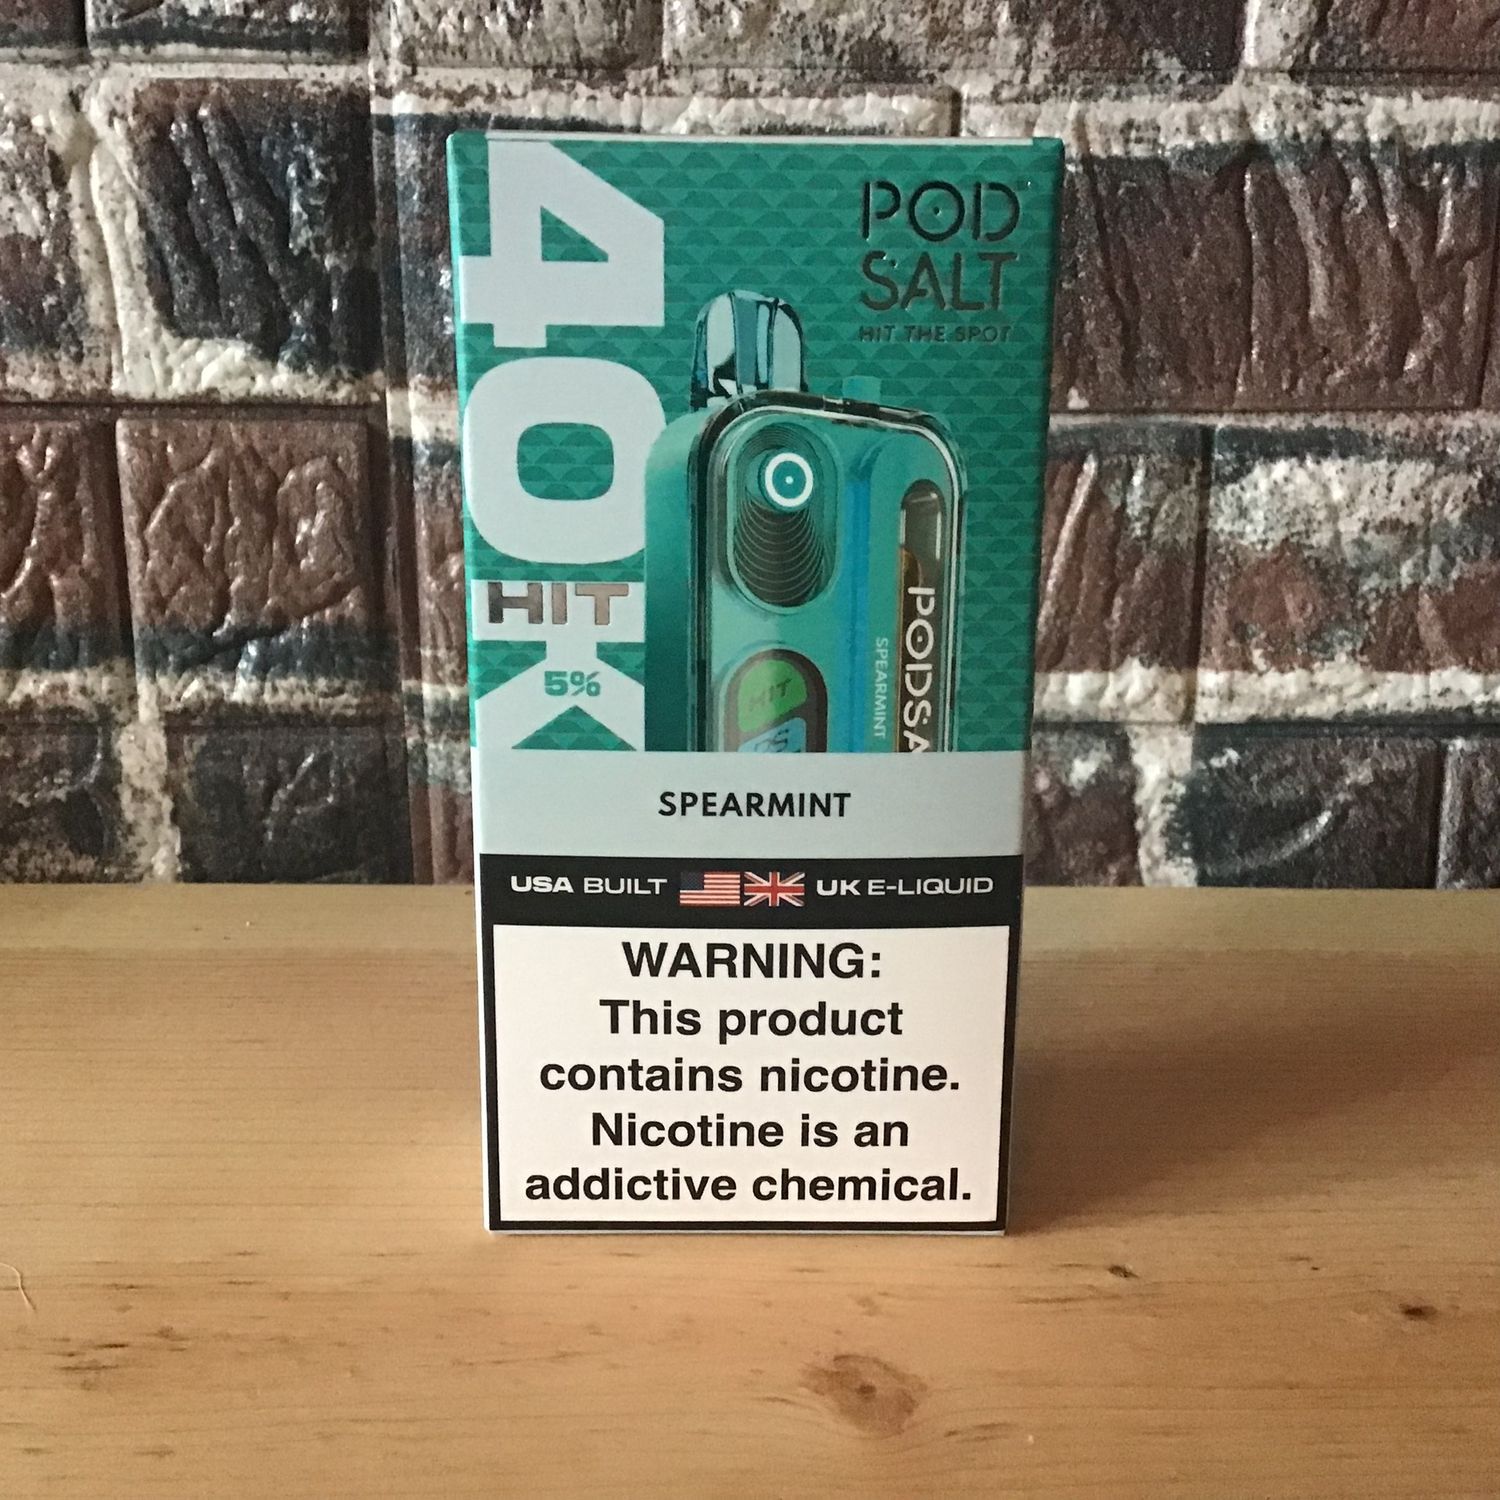 POD
SALT
HIT THE SPOT
40K
HIT
5%
HIT
PODSA
SPEARMINT
SPEARMINT
USA BUILT UK E-LIQUID
WARNING:
This product
contains nicotine.
Nicotine is an
addictive chemical.